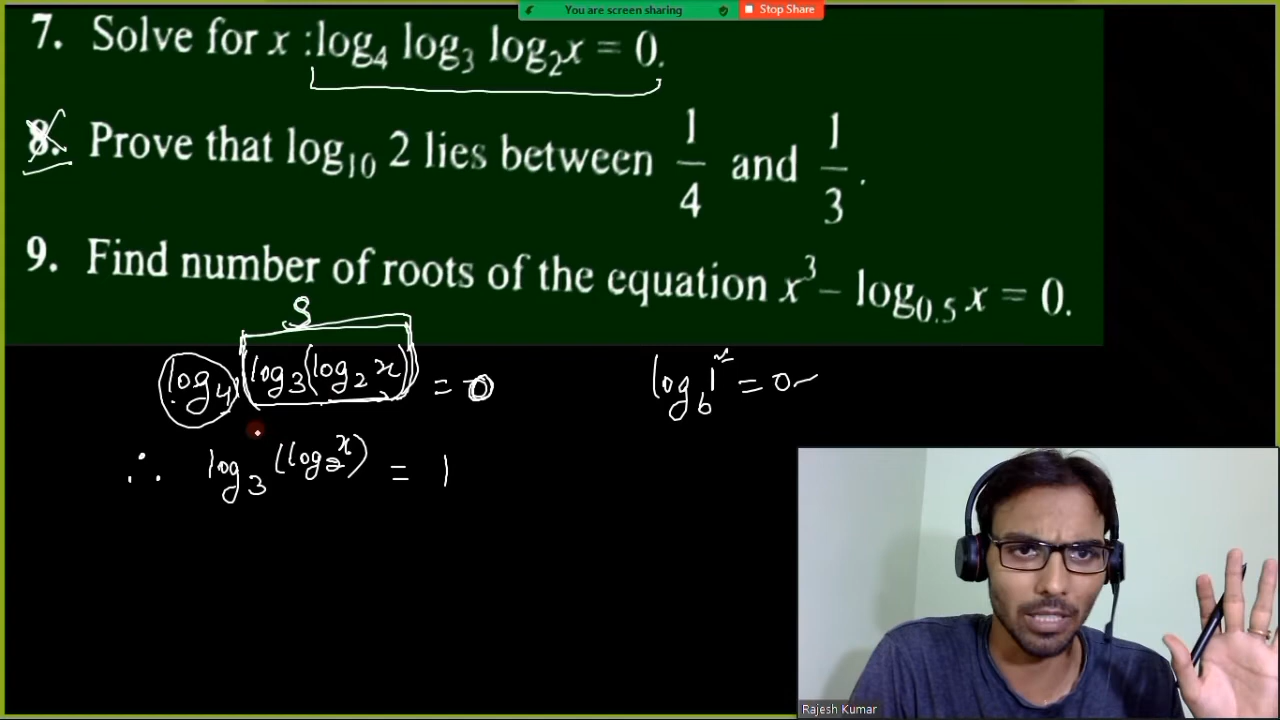 You are screen sharing Stop Share
7. Solve for x : log₄ log₃ log₂x = 0.
8. Prove that log₁₀ 2 lies between 1/4 and 1/3.
9. Find number of roots of the equation x³ – log₀.₅ x = 0.
log₄ (log₃(log₂ x)) = 0
log_b 1 = 0
∴ log₃ (log₂ x) = 1
Rajesh Kumar